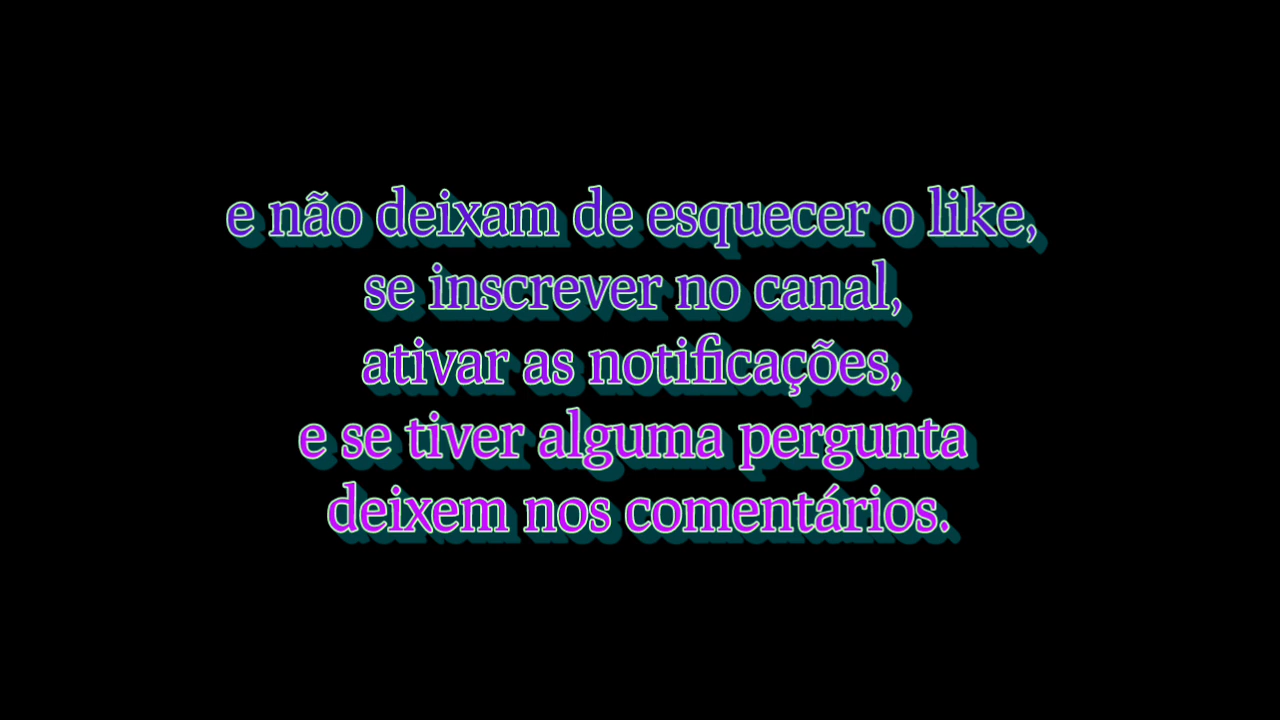 e não deixam de esquecer o like,
se inscrever no canal,
ativar as notificações,
e se tiver alguma pergunta
deixem nos comentários.